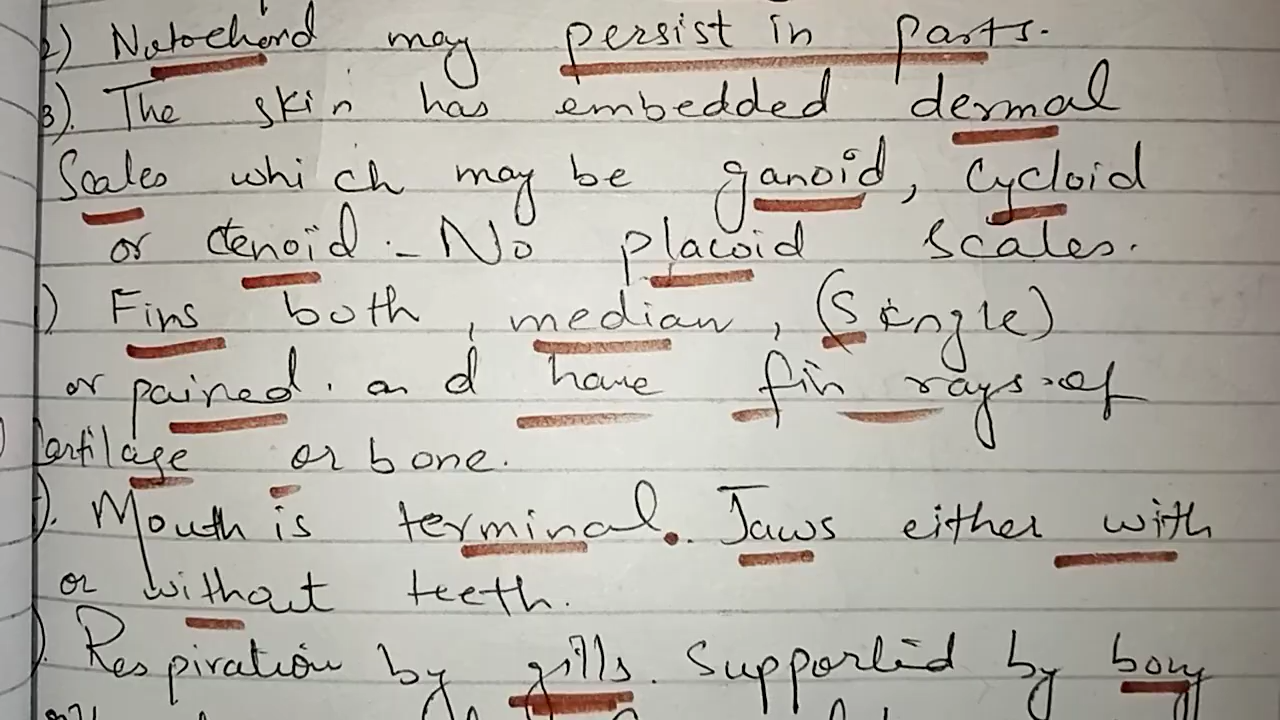 2) Notochord may persist in parts.
3). The skin has embedded dermal
Scales which may be ganoid, Cycloid
or ctenoid - No placoid scales.
) Fins both, median, (Single)
or pained. and have fin rays of
Cartilage or bone.
). Mouth is terminal. Jaws either with
or without teeth.
). Respiration by gills. Supported by bony